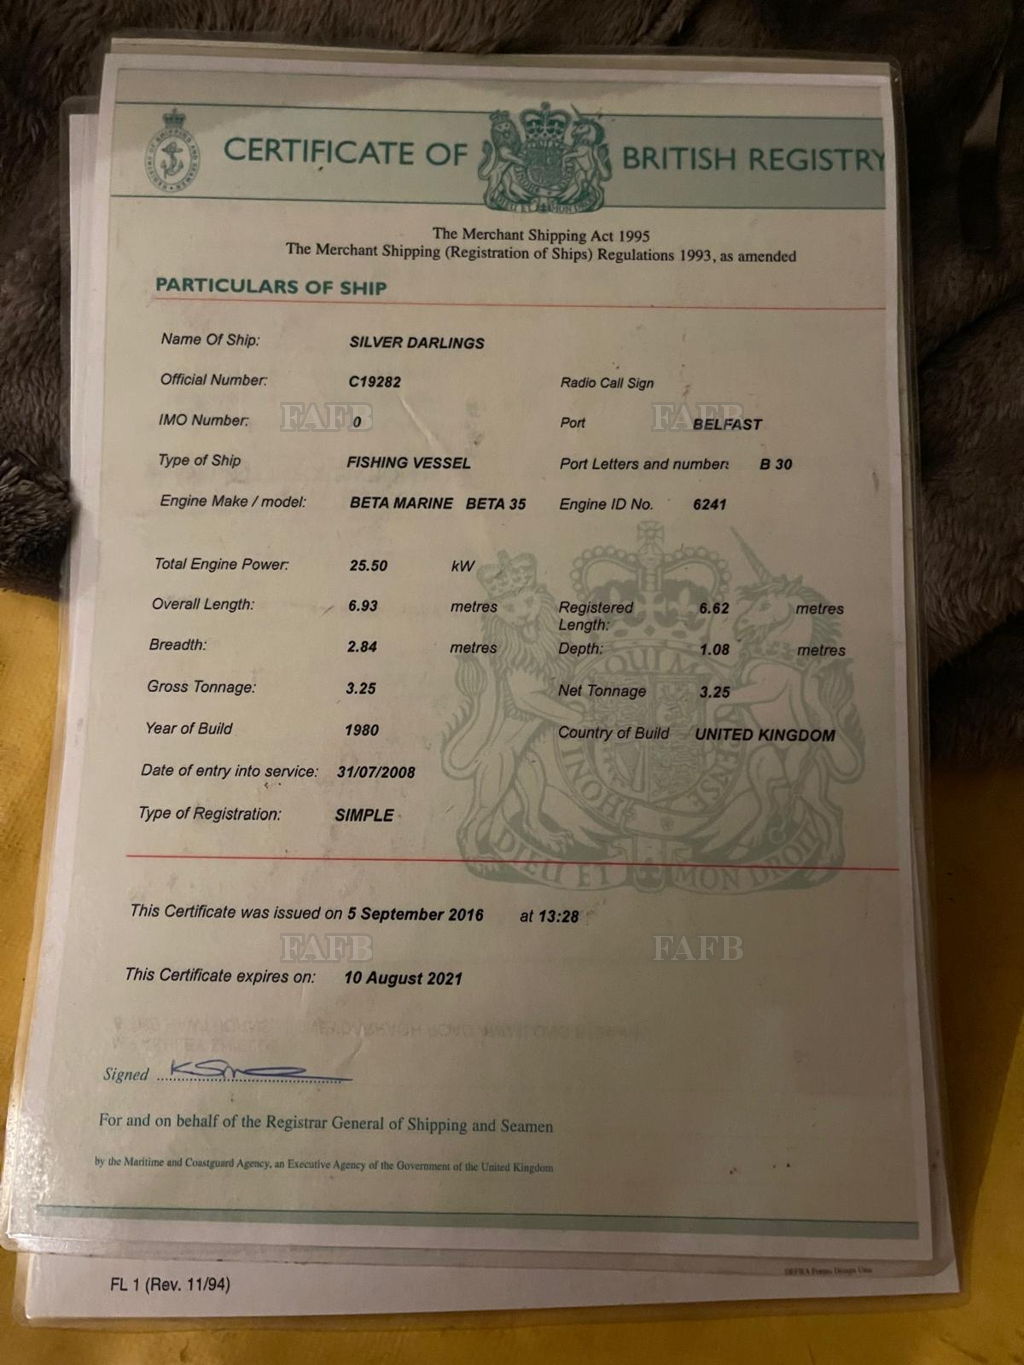 CERTIFICATE OF BRITISH REGISTRY
The Merchant Shipping Act 1995
The Merchant Shipping (Registration of Ships) Regulations 1993, as amended
PARTICULARS OF SHIP
Name Of Ship: SILVER DARLINGS
Official Number: C19282 Radio Call Sign
IMO Number: 0 Port BELFAST
FAFB FAFB
Type of Ship FISHING VESSEL Port Letters and number: B 30
Engine Make / model: BETA MARINE BETA 35 Engine ID No. 6241
Total Engine Power: 25.50 kW
Overall Length: 6.93 metres Registered Length: 6.62 metres
Breadth: 2.84 metres Depth: 1.08 metres
Gross Tonnage: 3.25 Net Tonnage 3.25
Year of Build 1980 Country of Build UNITED KINGDOM
Date of entry into service: 31/07/2008
Type of Registration: SIMPLE
DIEU ET MON DROIT
This Certificate was issued on 5 September 2016 at 13:28
FAFB FAFB
This Certificate expires on: 10 August 2021
Signed
For and on behalf of the Registrar General of Shipping and Seamen
by the Maritime and Coastguard Agency, an Executive Agency of the Government of the United Kingdom
FL 1 (Rev. 11/94)